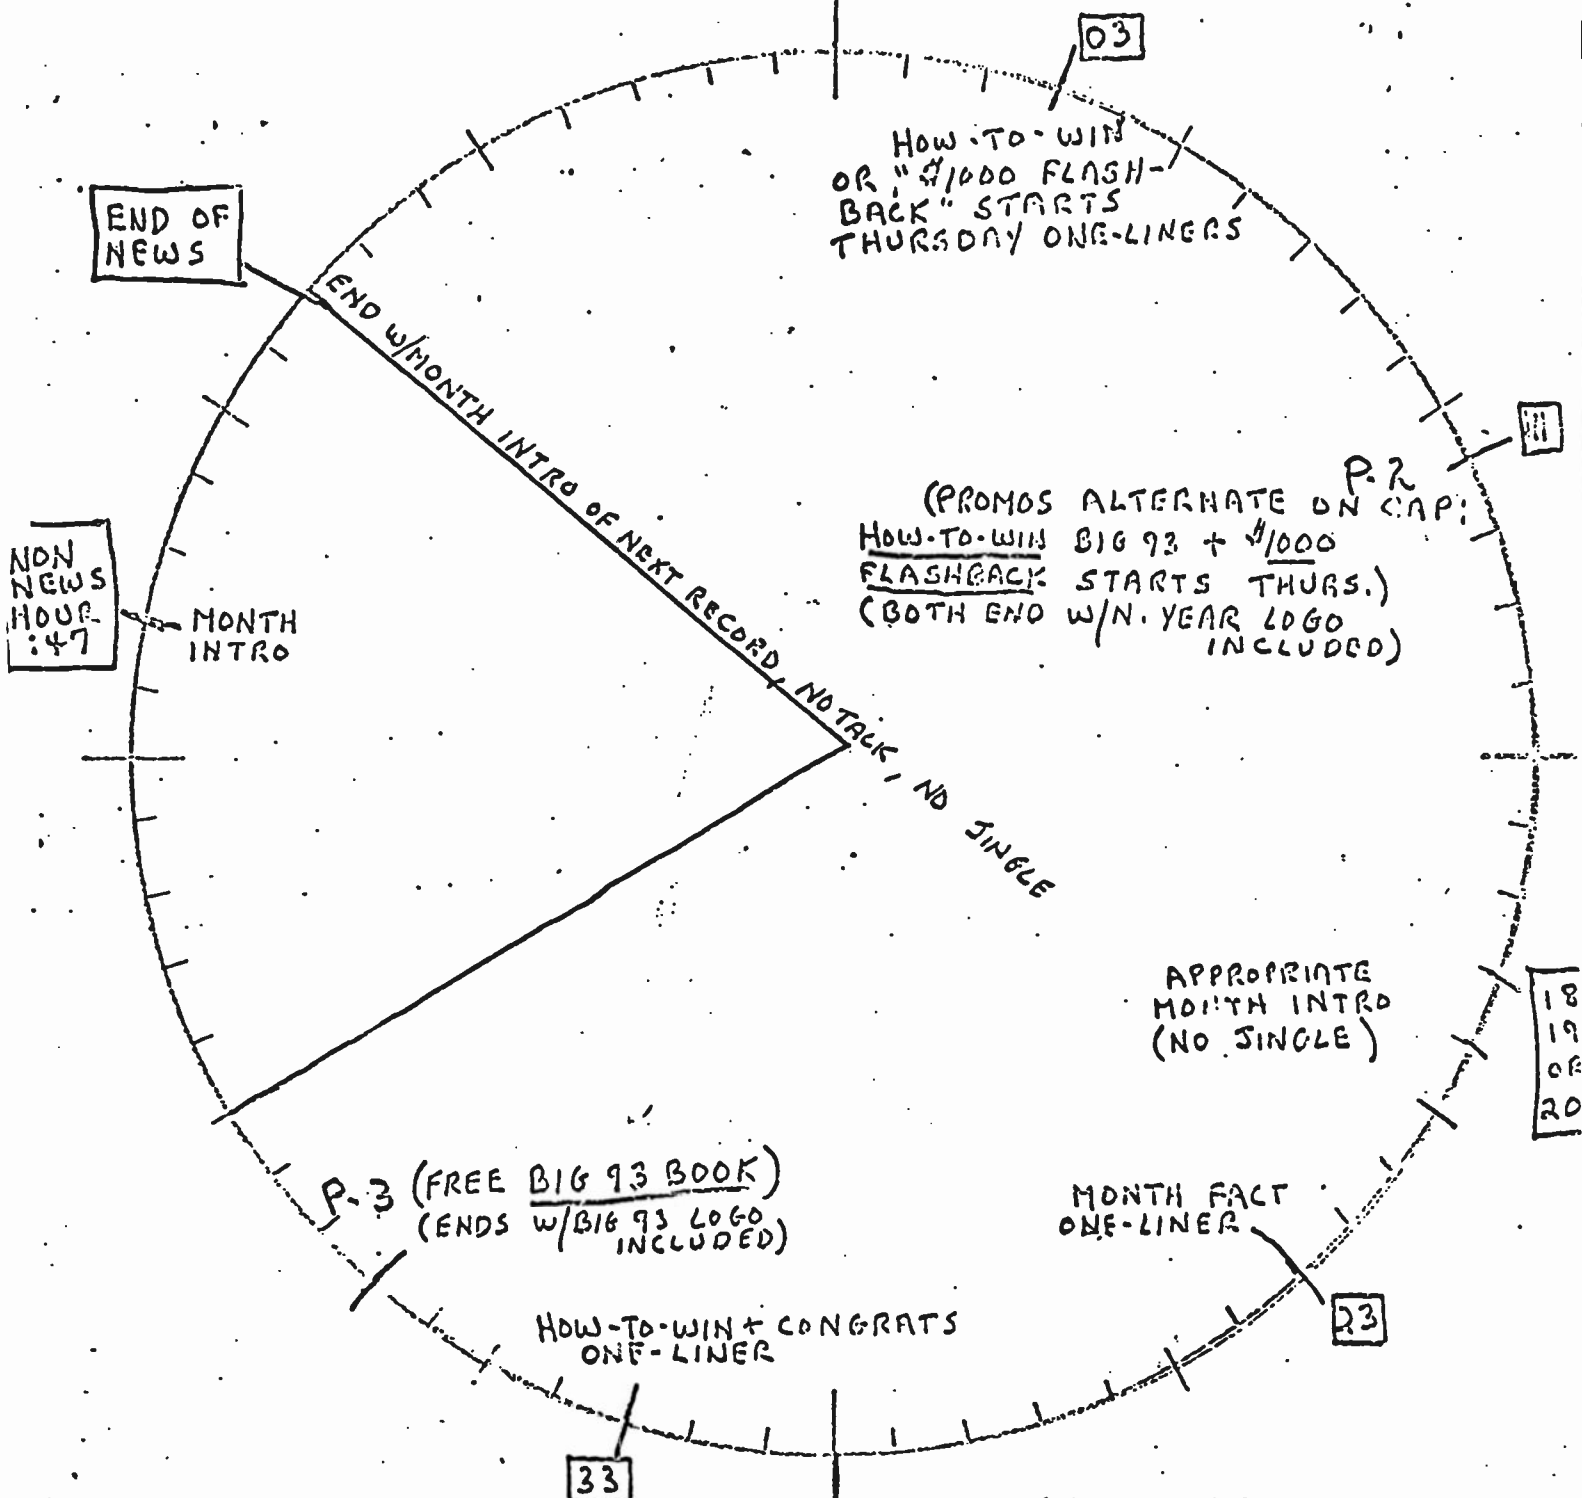 03
HOW-TO-WIN
OR "$1000 FLASH-
BACK" STARTS
THURSDAY ONE-LINERS
END OF
NEWS
END W/MONTH INTRO OF NEXT RECORD, NO TALK, NO JINGLE
P-2
(PROMOS ALTERNATE ON CAP:
HOW-TO-WIN BIG 93 + $1000
FLASHBACK STARTS THURS.)
(BOTH END W/N. YEAR LOGO
INCLUDED)
NON
NEWS
HOUR
:47
MONTH
INTRO
APPROPRIATE
MONTH INTRO
(NO JINGLE)
18
19
OR
20
P-3 (FREE BIG 93 BOOK)
(ENDS W/BIG 93 LOGO
INCLUDED)
MONTH FACT
ONE-LINER
23
HOW-TO-WIN + CONGRATS
ONE-LINER
33